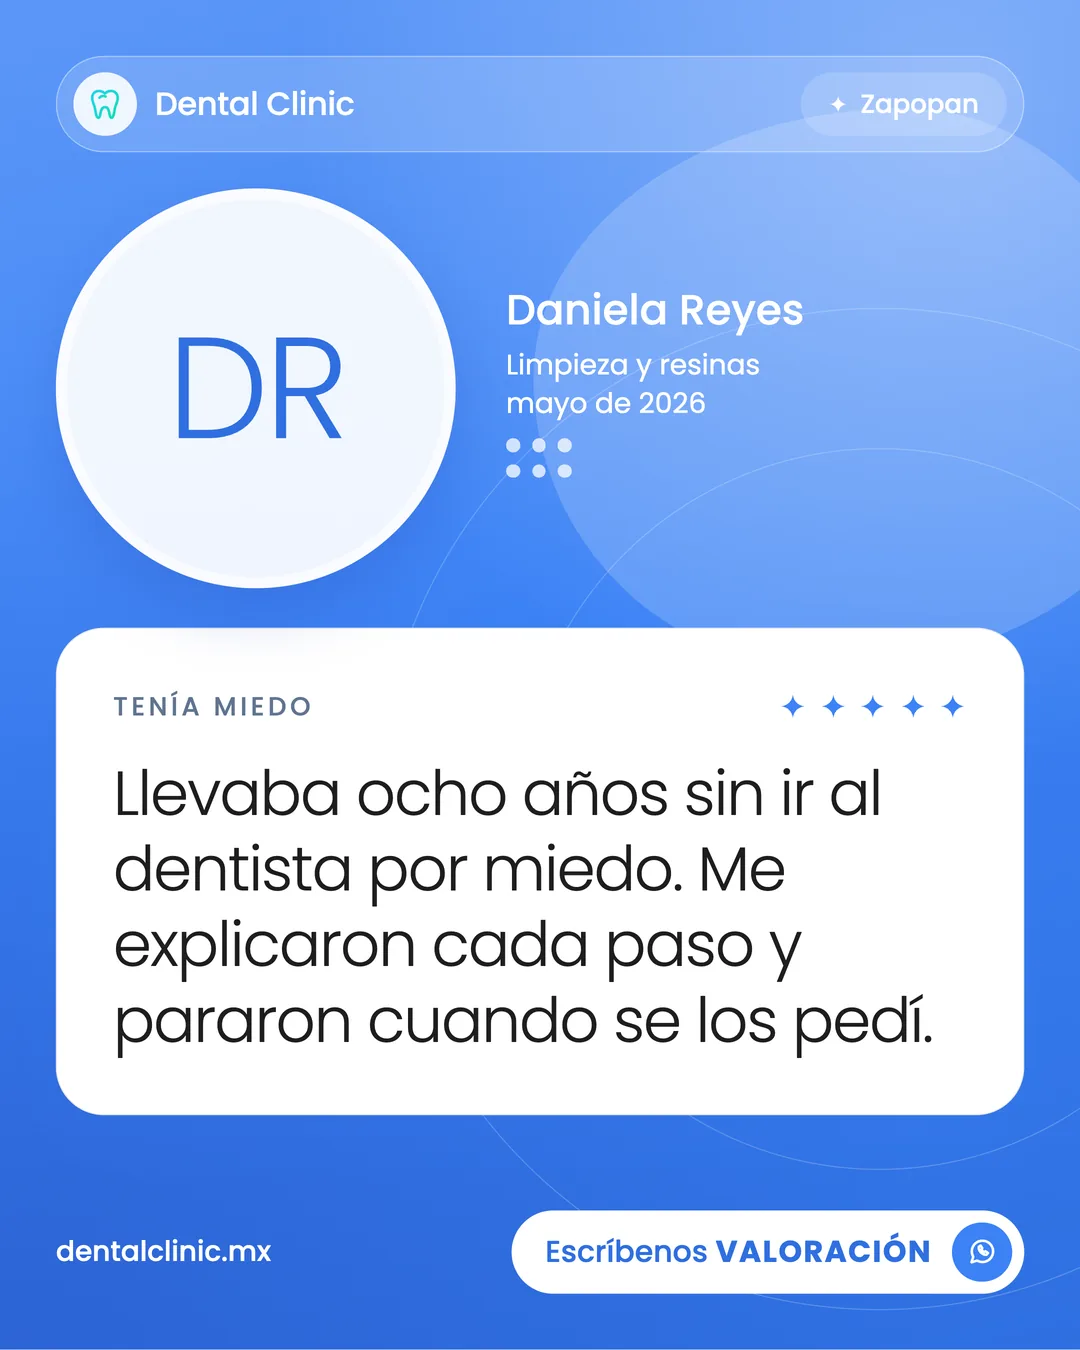 Dental Clinic
Zapopan
DR
Daniela Reyes
Limpieza y resinas
mayo de 2026
TENÍA MIEDO
Llevaba ocho años sin ir al
dentista por miedo. Me
explicaron cada paso y
pararon cuando se los pedí.
dentalclinic.mx
Escríbenos VALORACIÓN